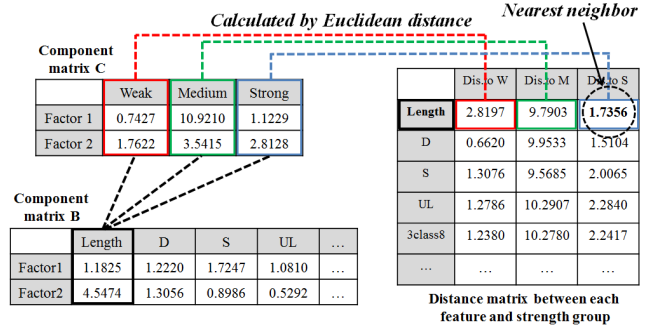 Calculated by Euclidean distance
Nearest neighbor
Component
matrix C
Weak Medium Strong
Factor 1 0.7427 10.9210 1.1229
Factor 2 1.7622 3.5415 2.8128
Component
matrix B
Length D S UL ...
Factor1 1.1825 1.2220 1.7247 1.0810 ...
Factor2 4.5474 1.3056 0.8986 0.5292 ...
Dis.to W Dis.to M Dis.to S
Length 2.8197 9.7903 1.7356
D 0.6620 9.9533 1.5104
S 1.3076 9.5685 2.0065
UL 1.2786 10.2907 2.2840
3class8 1.2380 10.2780 2.2417
... ... ... ...
Distance matrix between each
feature and strength group